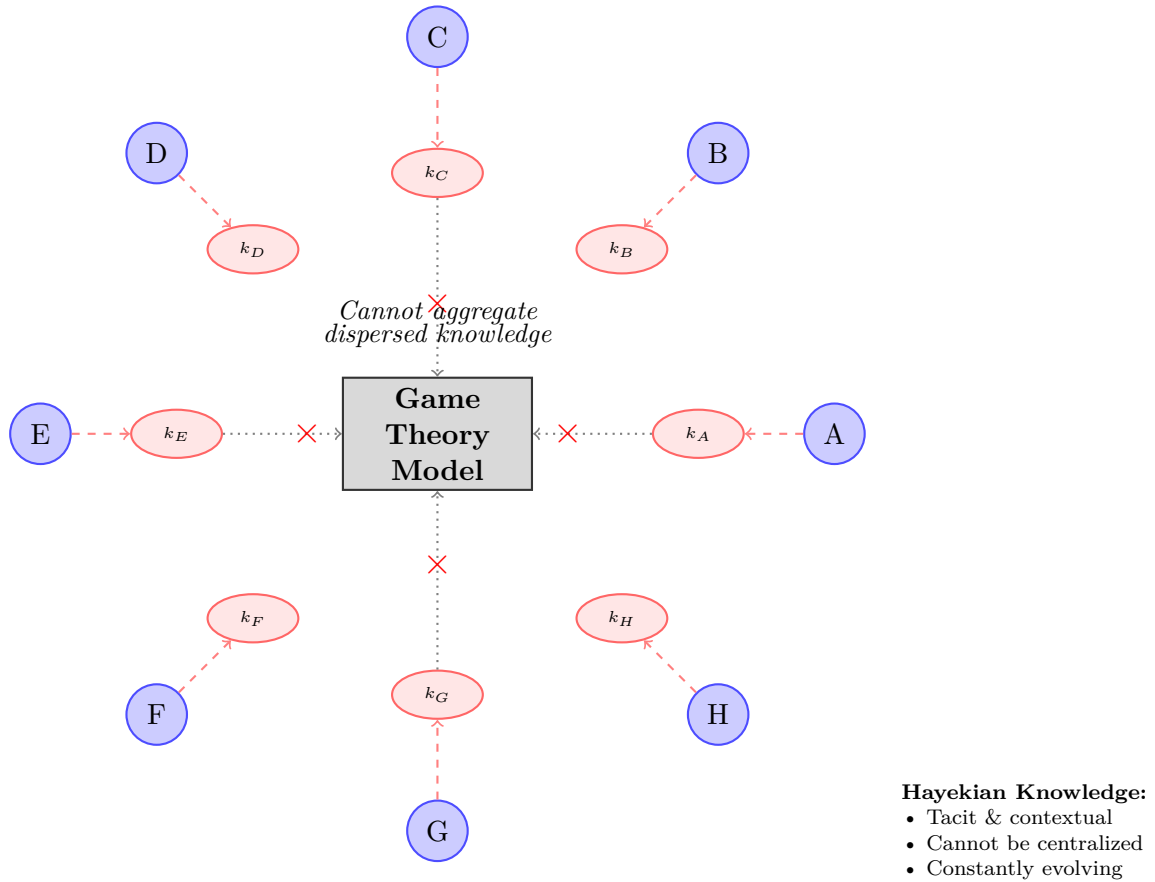 C
D
B
k_C
k_D
k_B
Cannot aggregate
dispersed knowledge
Game
Theory
Model
E
k_E
k_A
A
k_F
k_H
k_G
F
H
G
Hayekian Knowledge:
• Tacit & contextual
• Cannot be centralized
• Constantly evolving